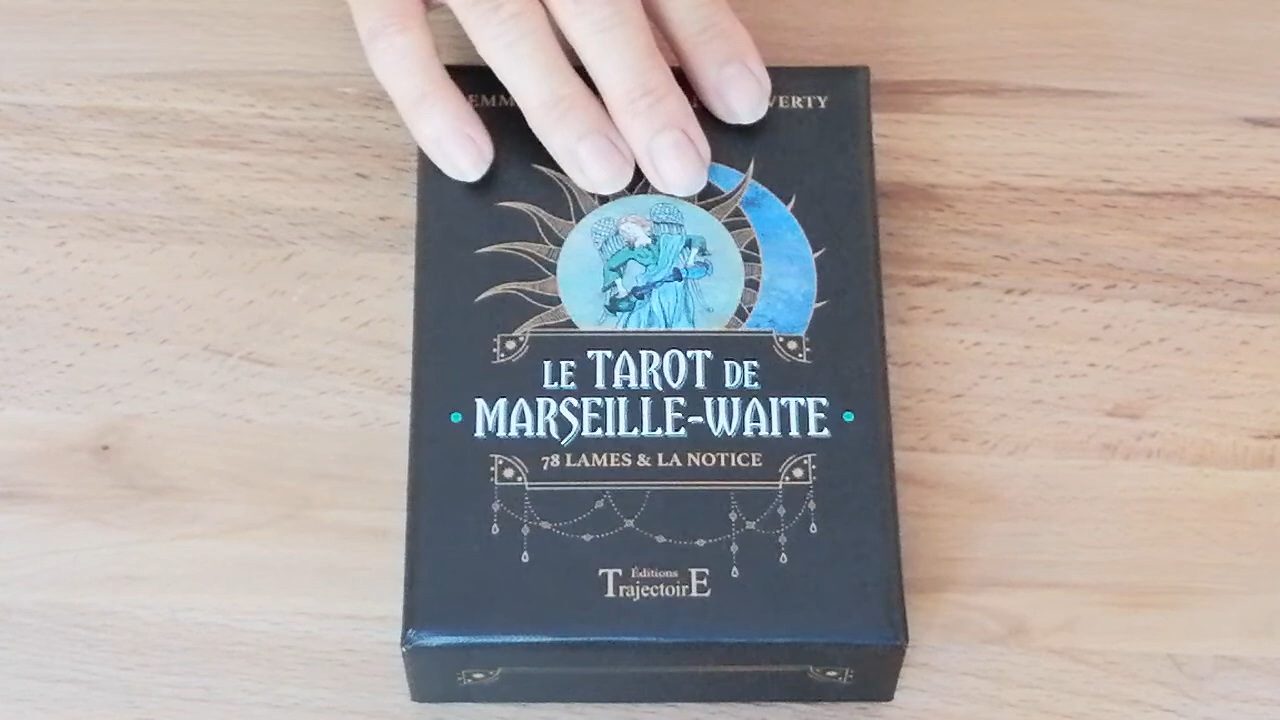 LE TAROT DE
MARSEILLE-WAITE
78 LAMES & LA NOTICE
Éditions
TrajectoirE